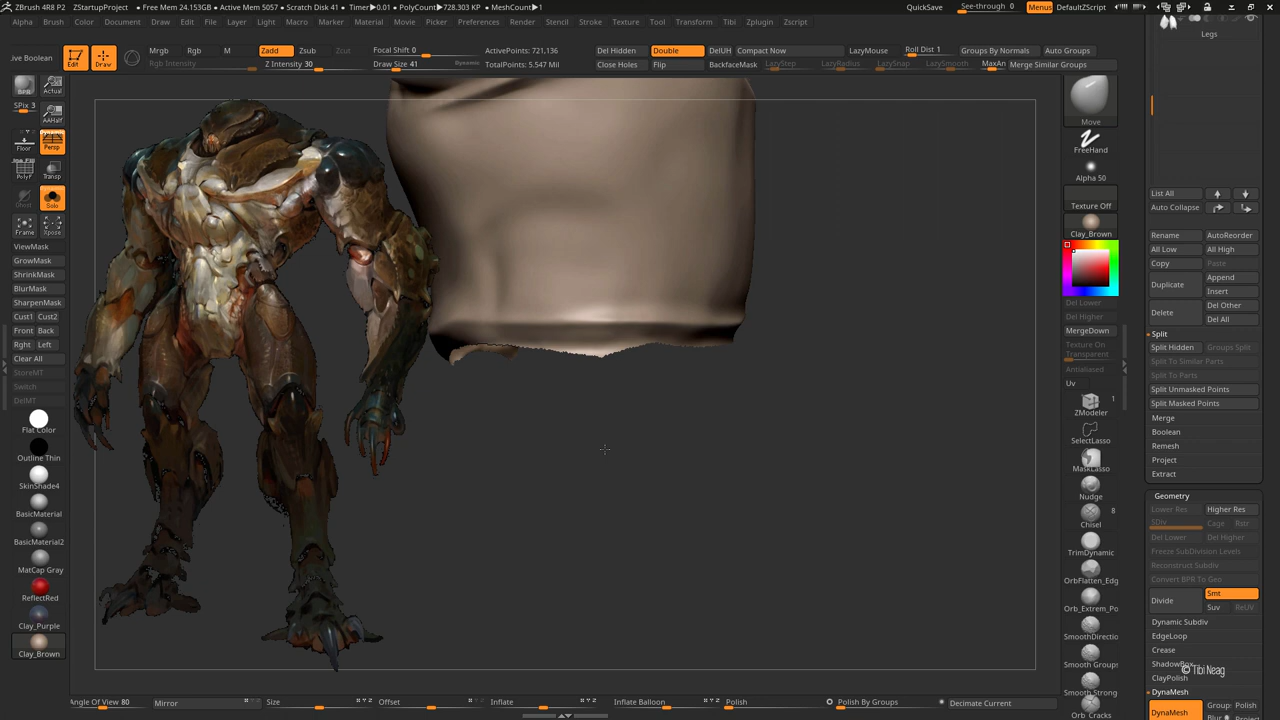 ZBrush 4R8 P2 ZStartupProject • Free Mem 24.153GB • Active Mem 5057 • Scratch Disk 41 • Timer▶0.01 • PolyCount▶728.303 KP • MeshCount▶1 QuickSave See-through 0 Menus DefaultZScript
Alpha Brush Color Document Draw Edit File Layer Light Macro Marker Material Movie Picker Preferences Render Stencil Stroke Texture Tool Transform Tibi Zplugin Zscript
ive Boolean Edit Draw Mrgb Rgb M Zadd Zsub Zcut Focal Shift 0 ActivePoints: 721,136 Del Hidden Double DelUH Compact Now LazyMouse Roll Dist 1 Groups By Normals Auto Groups
Rgb Intensity Z Intensity 30 Draw Size 41 Dynamic TotalPoints: 5.547 Mil Close Holes Flip BackfaceMask LazyStep LazyRadius LazySnap LazySmooth MaxAn Merge Similar Groups
BPR Actual
SPix 3 AAHalf
Floor Persp
PolyF Transp
Ghost Solo
Frame Xpose
ViewMask
GrowMask
ShrinkMask
BlurMask
SharpenMask
Cust1 Cust2
Front Back
Rght Left
Clear All
StoreMT
Switch
DelMT
Flat Color
Outline Thin
SkinShade4
BasicMaterial
BasicMaterial2
MatCap Gray
ReflectRed
Clay_Purple
Clay_Brown
Move
FreeHand
Alpha 50
Texture Off
Clay_Brown
Del Lower
Del Higher
MergeDown
Texture On
Transparent
Antialiased
Uv
1
ZModeler
SelectLasso
MaskLasso
Nudge
8
Chisel
TrimDynamic
OrbFlatten_Edg
Orb_Extrem_Po
SmoothDirectio
Smooth Groups
Smooth_Strong
Orb_Cracks
Legs
List All
Auto Collapse
Rename AutoReorder
All Low All High
Copy Paste
Duplicate Append
Insert
Delete Del Other
Del All
Split
Split Hidden Groups Split
Split To Similar Parts
Split To Parts
Split Unmasked Points
Split Masked Points
Merge
Boolean
Remesh
Project
Extract
Geometry
Lower Res Higher Res
SDiv Cage Rstr
Del Lower Del Higher
Freeze SubDivision Levels
Reconstruct Subdiv
Convert BPR To Geo
Divide Smt
Suv ReUV
Dynamic Subdiv
EdgeLoop
Crease
ShadowBox
© Tibi Neag
ClayPolish
DynaMesh
DynaMesh Groups Polish
Blur Project
Angle Of View 80 Mirror Size Offset Inflate Inflate Balloon Polish Polish By Groups Decimate Current